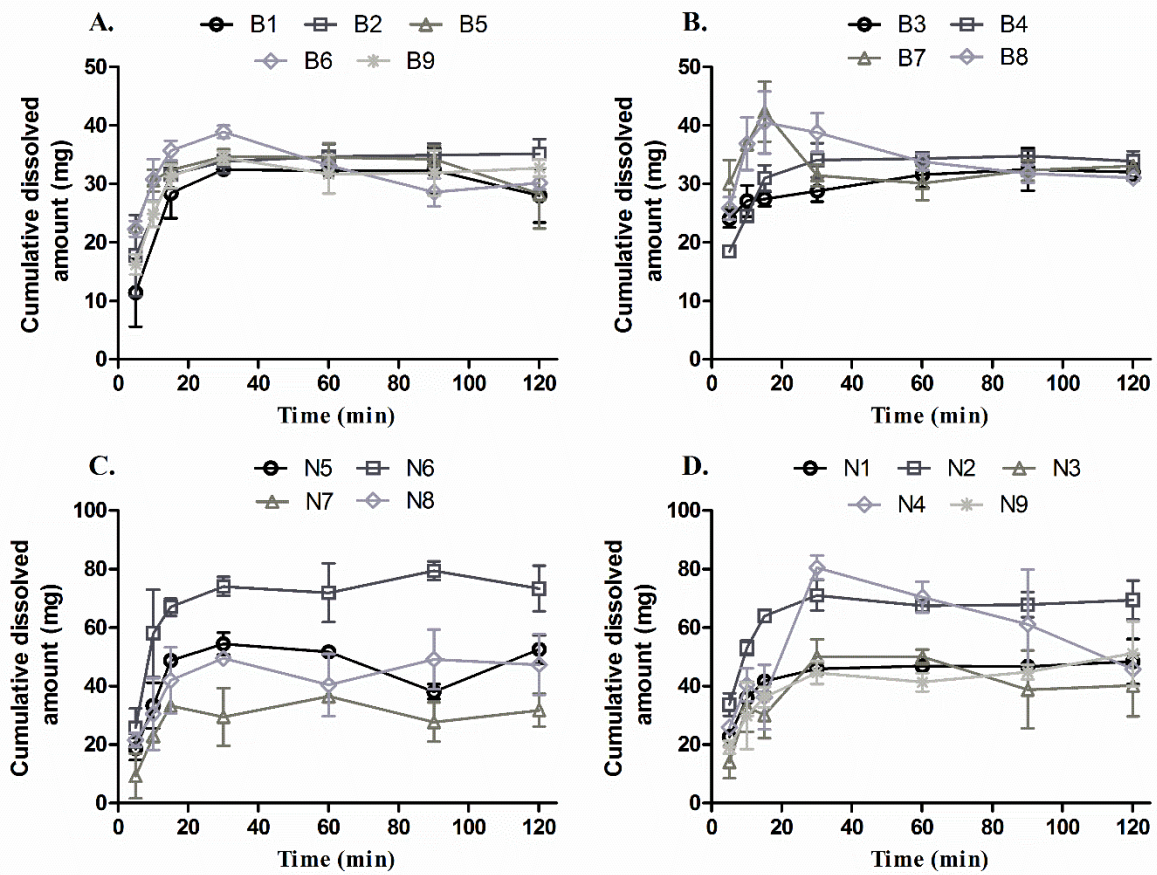 A.
B1 B2 B5
B6 B9
50
40
30
20
10
0
Cumulative dissolved
amount (mg)
0 20 40 60 80 100 120
Time (min)
B.
B3 B4
B7 B8
50
40
30
20
10
0
Cumulative dissolved
amount (mg)
0 20 40 60 80 100 120
Time (min)
C.
N5 N6
N7 N8
100
80
60
40
20
0
Cumulative dissolved
amount (mg)
0 20 40 60 80 100 120
Time (min)
D.
N1 N2 N3
N4 N9
100
80
60
40
20
0
Cumulative dissolved
amount (mg)
0 20 40 60 80 100 120
Time (min)